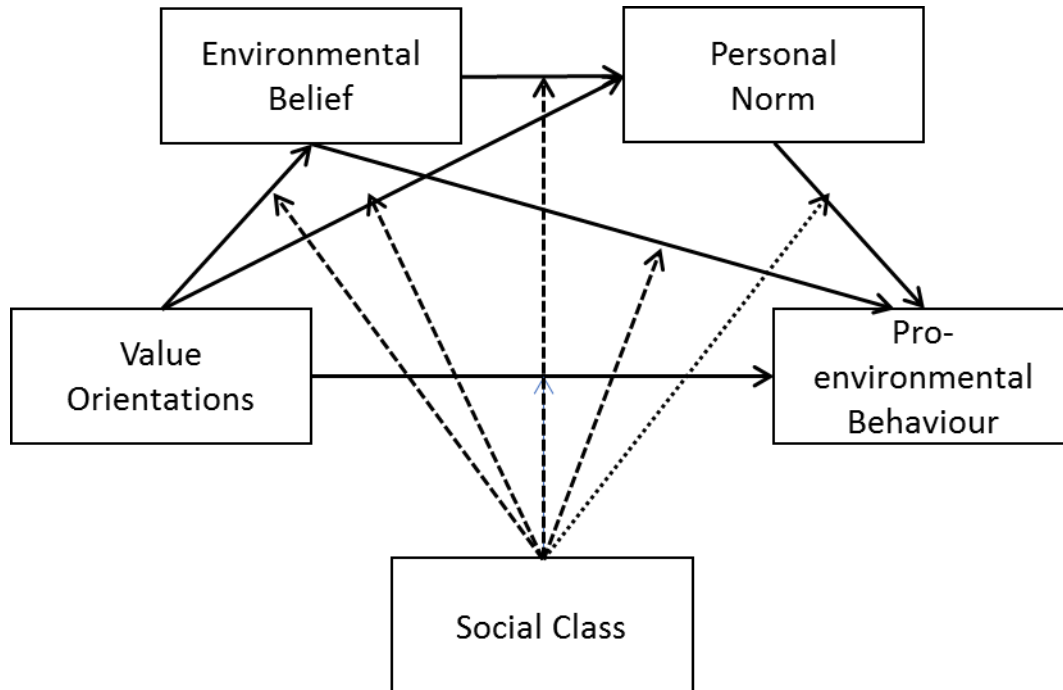 Environmental
Belief
Personal
Norm
Value
Orientations
Pro-
environmental
Behaviour
Social Class